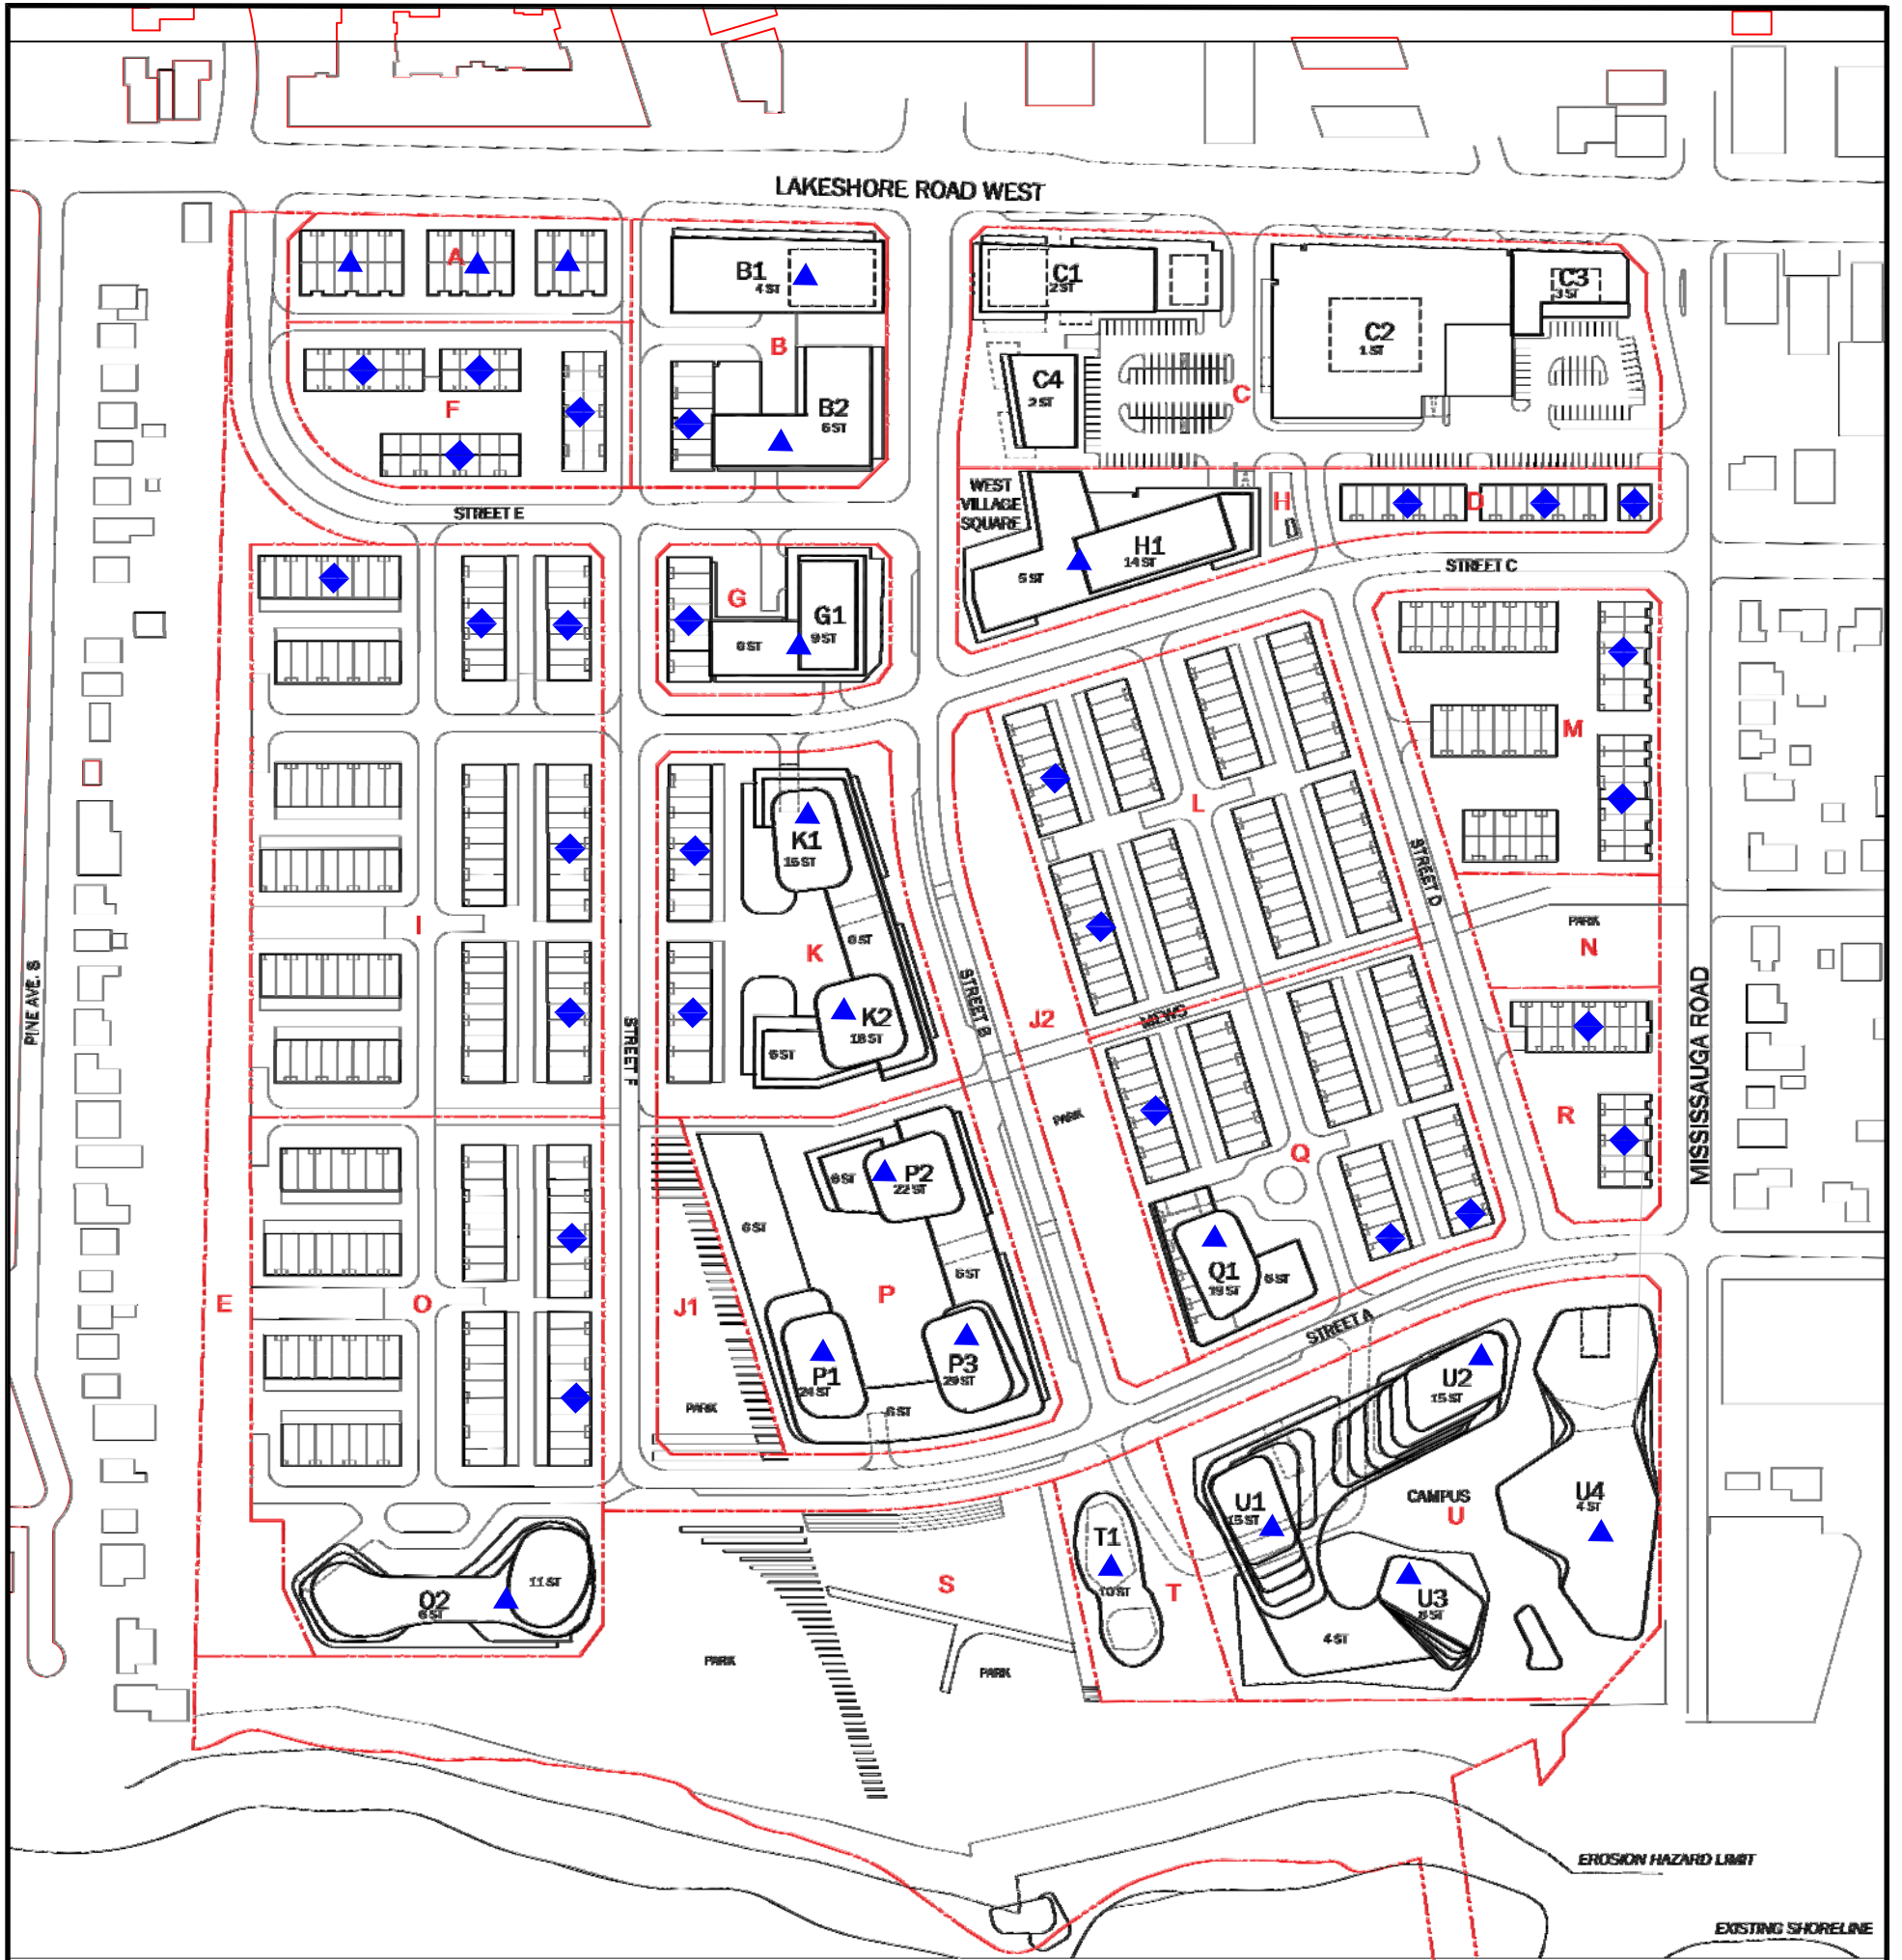 LAKESHORE ROAD WEST
A
B1
4 ST
C1
2 ST
C3
3 ST
C2
1 ST
B
F
B2
6 ST
C4
2 ST
C
WEST
VILLAGE
SQUARE
H
D
STREET E
STREET C
H1
14 ST
5 ST
G
G1
9 ST
M
L
K1
15 ST
STREET D
PARK
N
I
K
PINE AVE. S
STREET B
MISSISSAUGA ROAD
K2
18 ST
6 ST
STREET F
J2
MEWS
PARK
R
Q
P2
22 ST
6 ST
6 ST
6 ST
Q1
19 ST
6 ST
E
O
J1
P
STREET A
P1
24 ST
P3
29 ST
6 ST
PARK
U2
15 ST
U1
15 ST
CAMPUS
U
U4
4 ST
T1
10 ST
11 ST
O2
6 ST
S
T
U3
8 ST
4 ST
PARK
PARK
EROSION HAZARD LIMIT
EXISTING SHORELINE